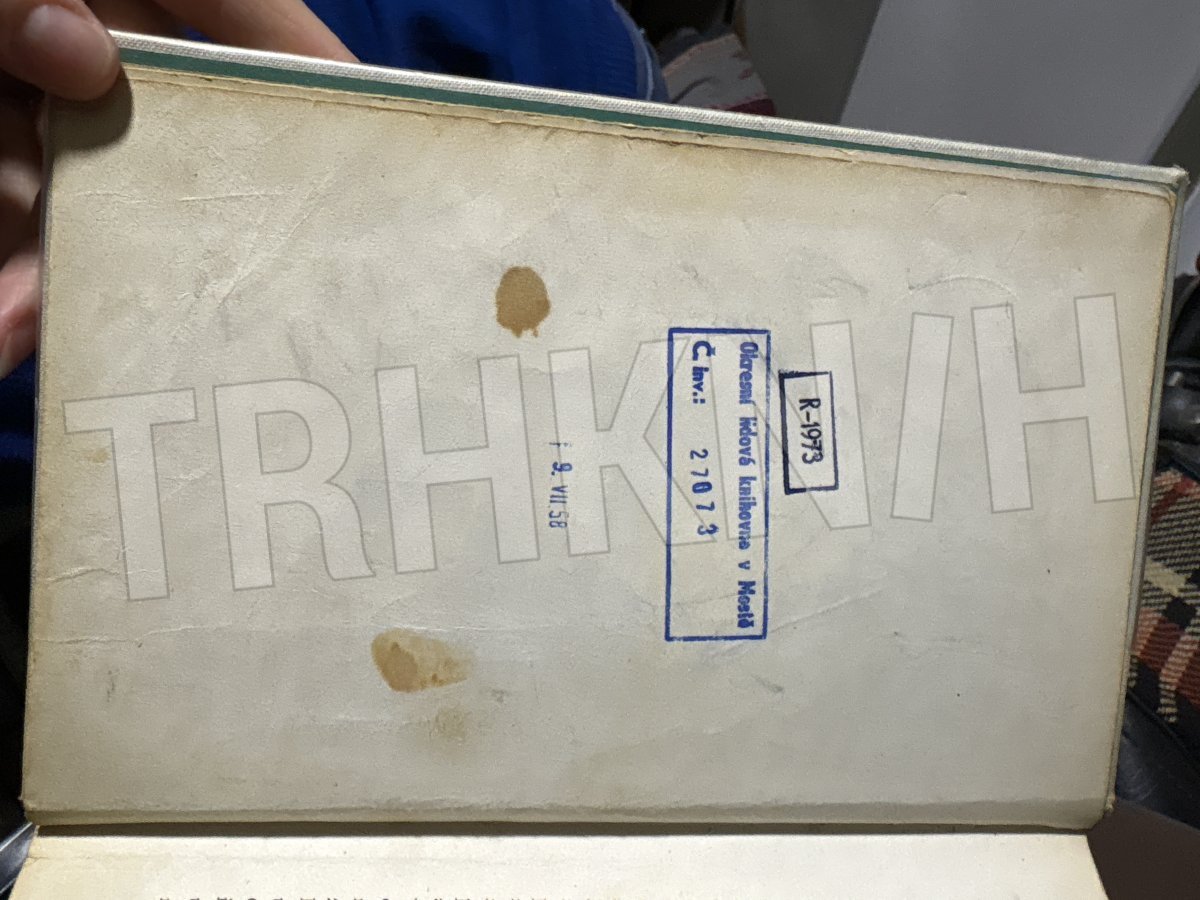 R-1973
Okresní lidová knihovna v Mostě
Č. inv.: 27073
9. VII. 58
TRHKNIH